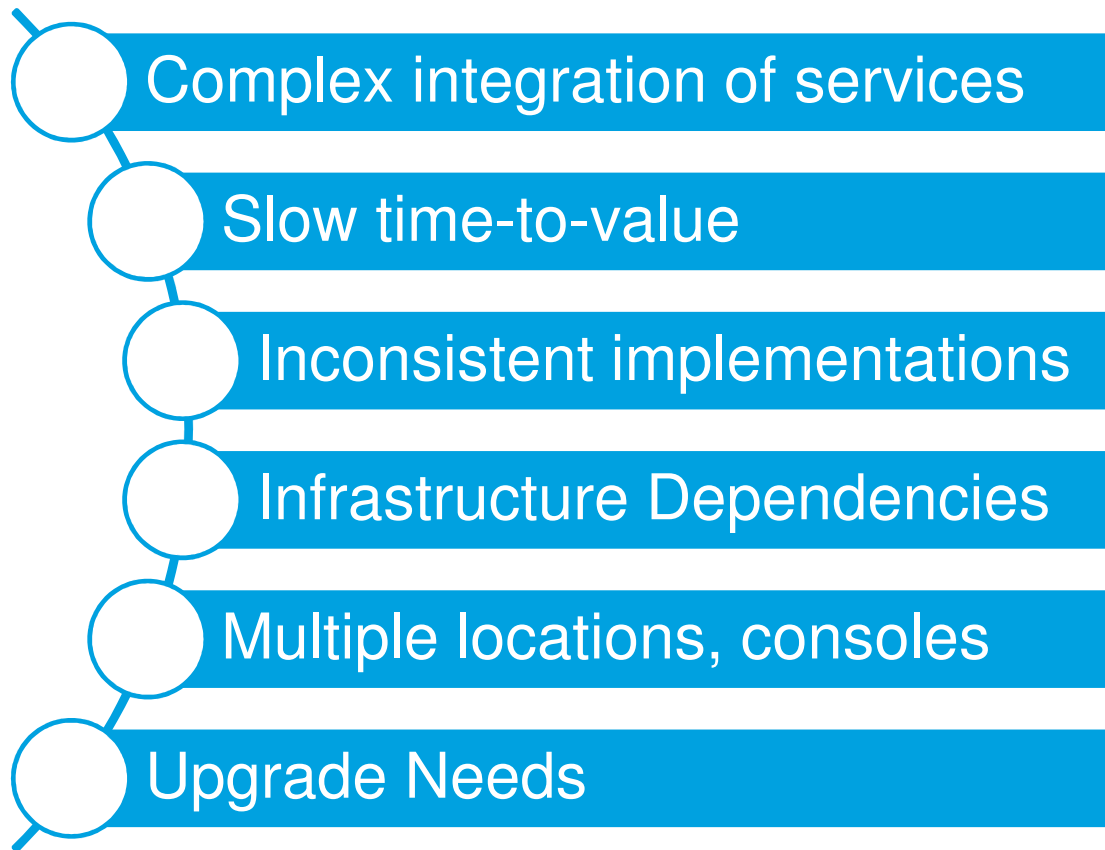 Complex integration of services
Slow time-to-value
Inconsistent implementations
Infrastructure Dependencies
Multiple locations, consoles
Upgrade Needs